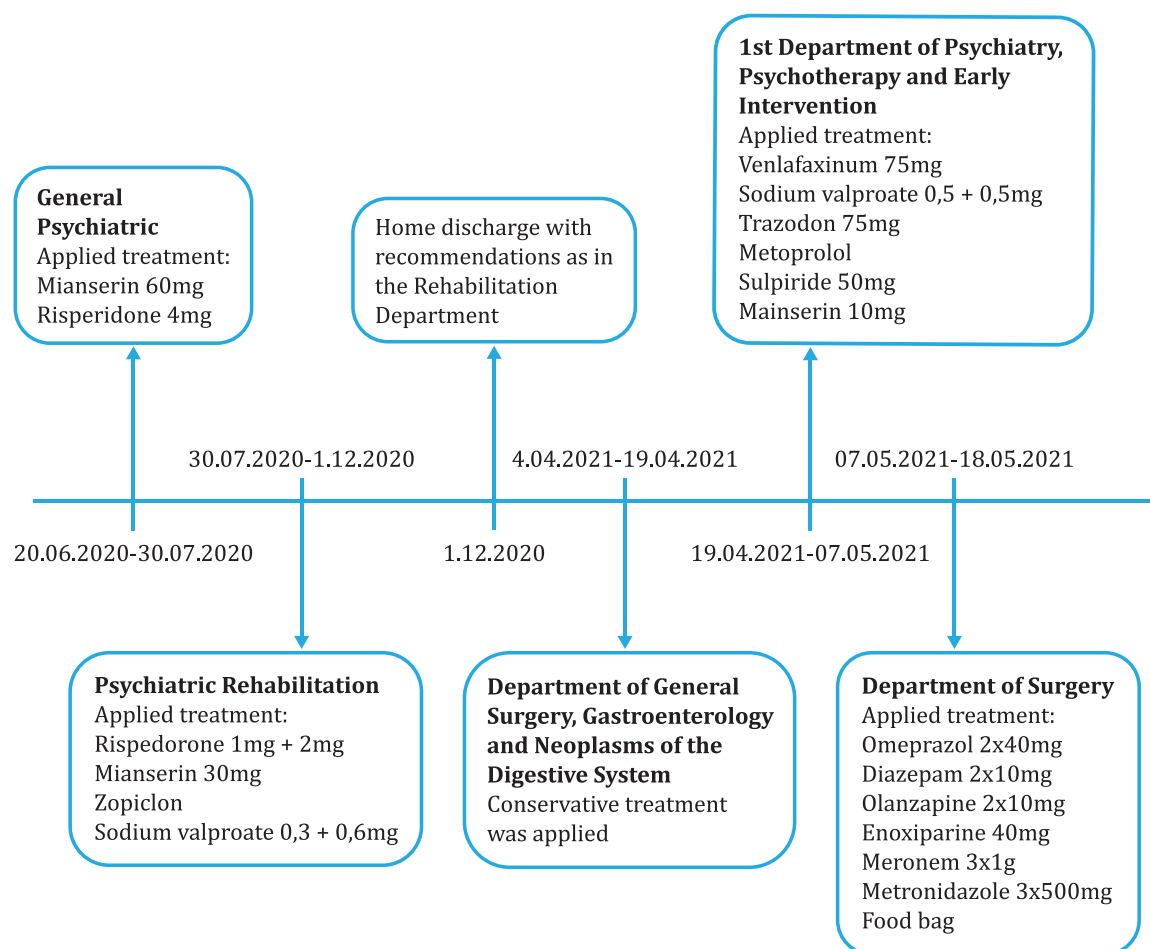 1st Department of Psychiatry,
Psychotherapy and Early
Intervention
Applied treatment:
Venlafaxinum 75mg
Sodium valproate 0,5 + 0,5mg
Trazodon 75mg
Metoprolol
Sulpiride 50mg
Mainserin 10mg
General
Psychiatric
Applied treatment:
Mianserin 60mg
Risperidone 4mg
Home discharge with
recommendations as in
the Rehabilitation
Department
30.07.2020-1.12.2020
4.04.2021-19.04.2021
07.05.2021-18.05.2021
20.06.2020-30.07.2020
1.12.2020
19.04.2021-07.05.2021
Psychiatric Rehabilitation
Applied treatment:
Rispedorone 1mg + 2mg
Mianserin 30mg
Zopiclon
Sodium valproate 0,3 + 0,6mg
Department of General
Surgery, Gastroenterology
and Neoplasms of the
Digestive System
Conservative treatment
was applied
Department of Surgery
Applied treatment:
Omeprazol 2x40mg
Diazepam 2x10mg
Olanzapine 2x10mg
Enoxiparine 40mg
Meronem 3x1g
Metronidazole 3x500mg
Food bag